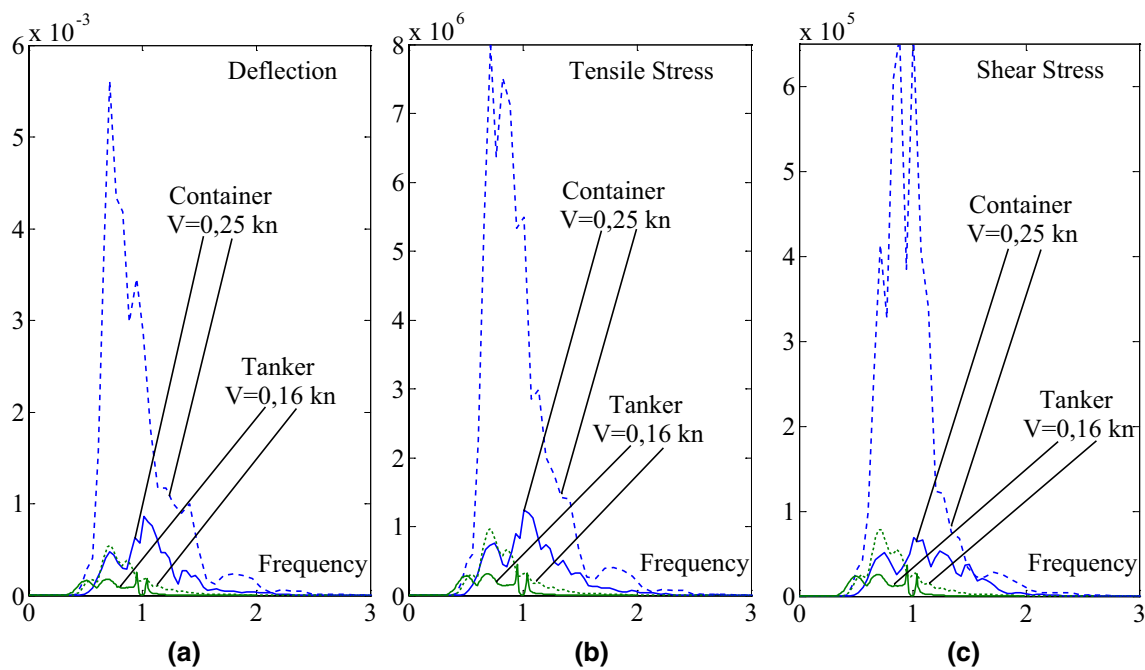 x 10-3
6
5
4
3
2
1
0
0
1
2
3
Deflection
Container
V=0,25 kn
Tanker
V=0,16 kn
Frequency
(a)
x 10 6
8
7
6
5
4
3
2
1
0
0
1
2
3
Tensile Stress
Container
V=0,25 kn
Tanker
V=0,16 kn
Frequency
(b)
x 10 5
6
5
4
3
2
1
0
0
1
2
3
Shear Stress
Container
V=0,25 kn
Tanker
V=0,16 kn
Frequency
(c)